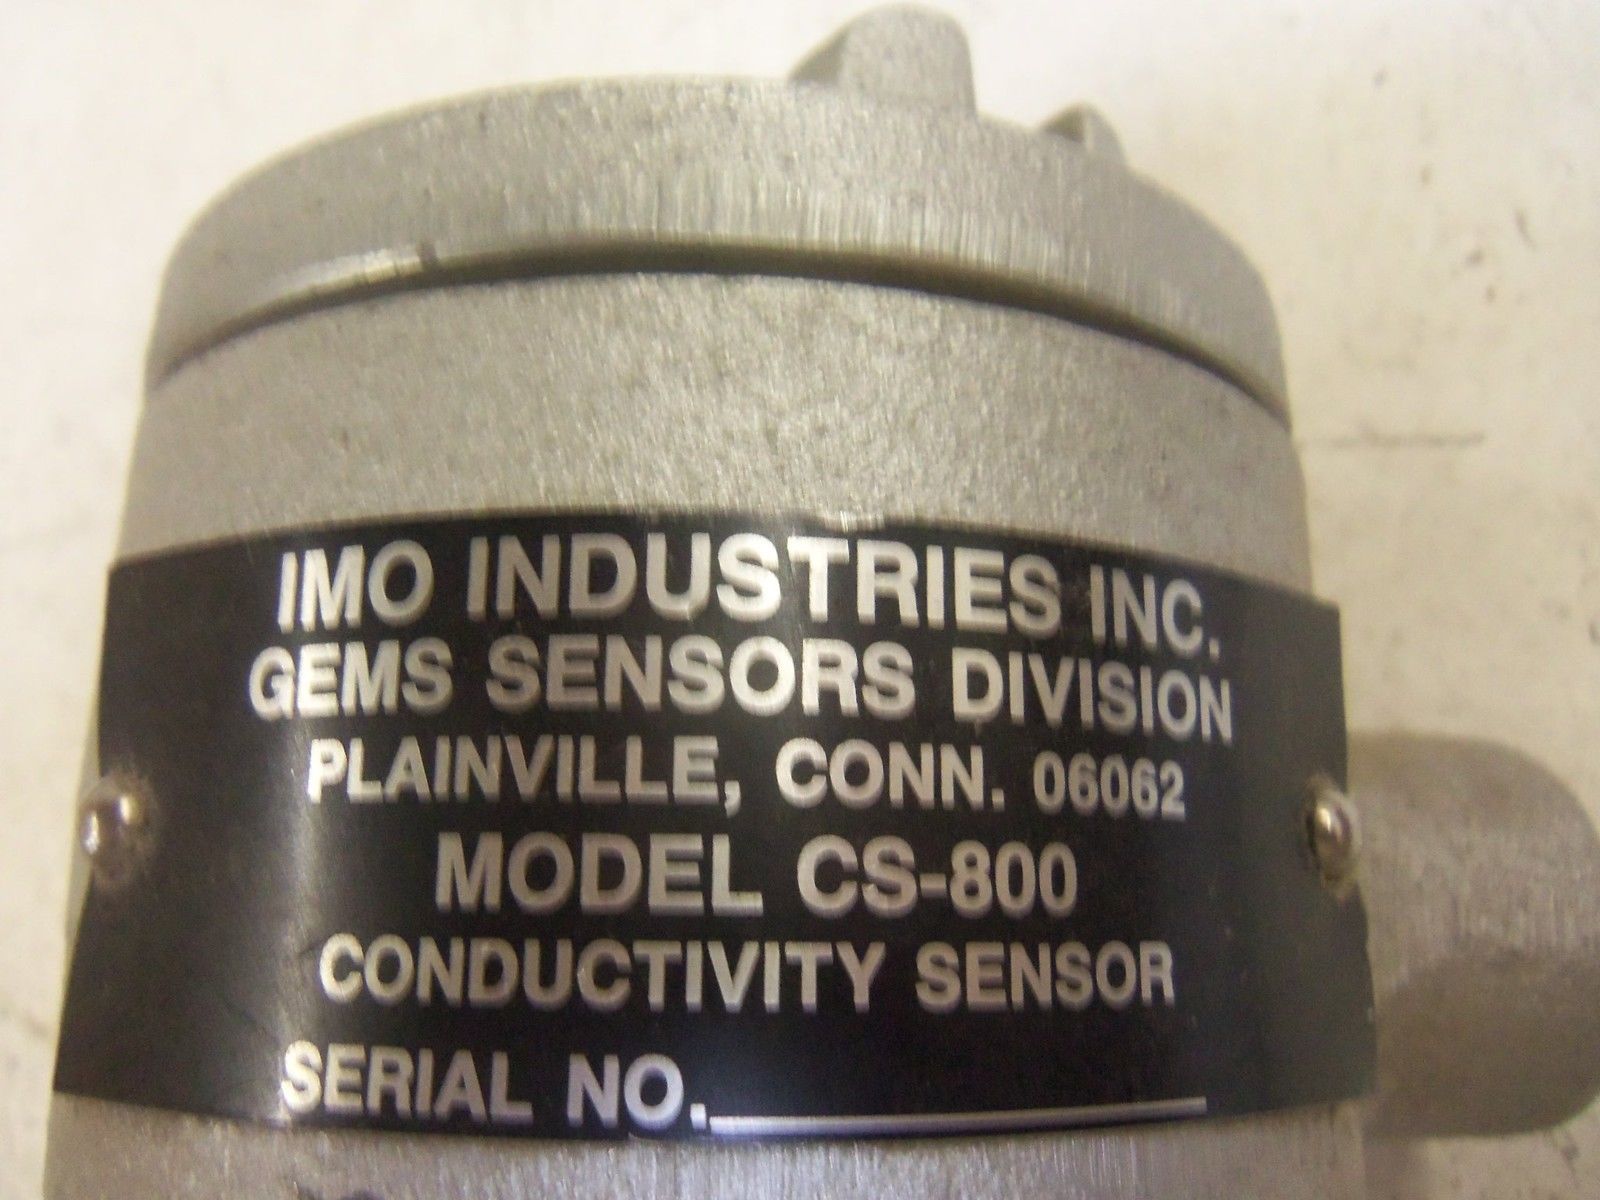 IMO INDUSTRIES INC.
GEMS SENSORS DIVISION
PLAINVILLE, CONN. 06062
MODEL CS-800
CONDUCTIVITY SENSOR
SERIAL NO.